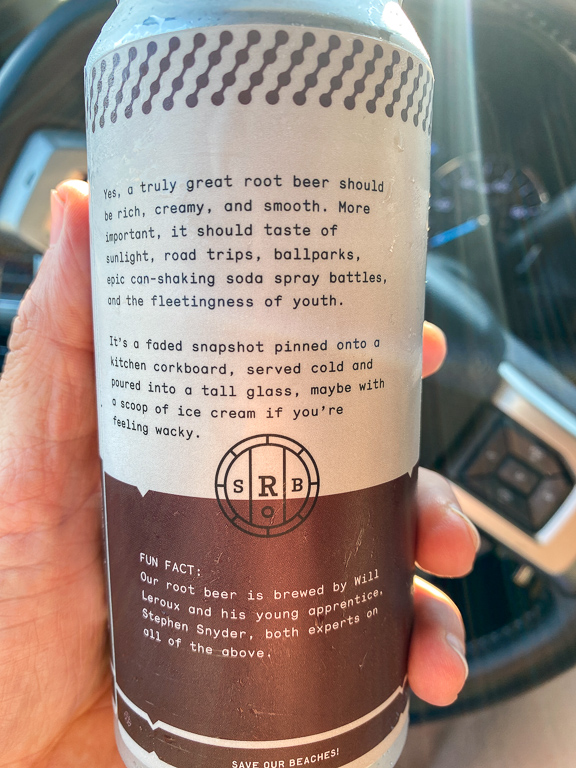 Yes, a truly great root beer should
be rich, creamy, and smooth. More
important, it should taste of
sunlight, road trips, ballparks,
epic can-shaking soda spray battles,
and the fleetingness of youth.
It's a faded snapshot pinned onto a
kitchen corkboard, served cold and
poured into a tall glass, maybe with
a scoop of ice cream if you're
feeling wacky.
S R B
FUN FACT:
Our root beer is brewed by Will
Leroux and his young apprentice,
Stephen Snyder, both experts on
all of the above.
SAVE OUR BEACHES!